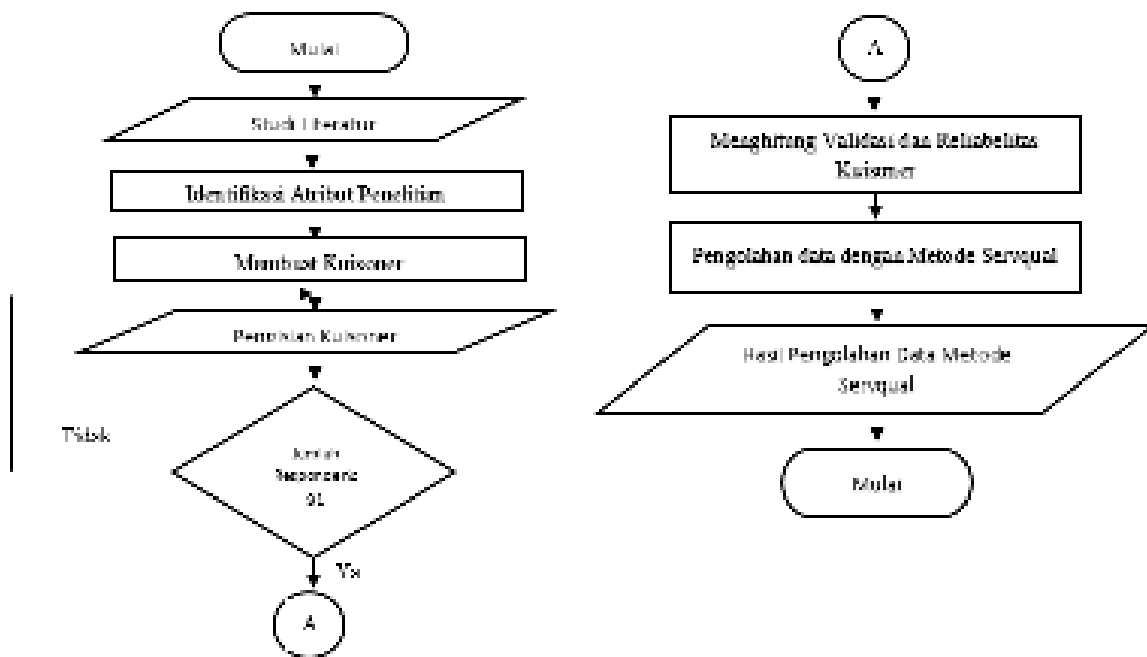 Mulai
Studi Literatur
Identifikasi Atribut Penelitian
Membuat Kuisoner
Pengisian Kuisoner
Tidak
Jumlah
Responden≥
Ya
A
A
Menghitung Validasi dan Reliabelitas
Kuisoner
Pengolahan data dengan Metode Servqual
Hasil Pengolahan Data Metode
Servqual
Mulai